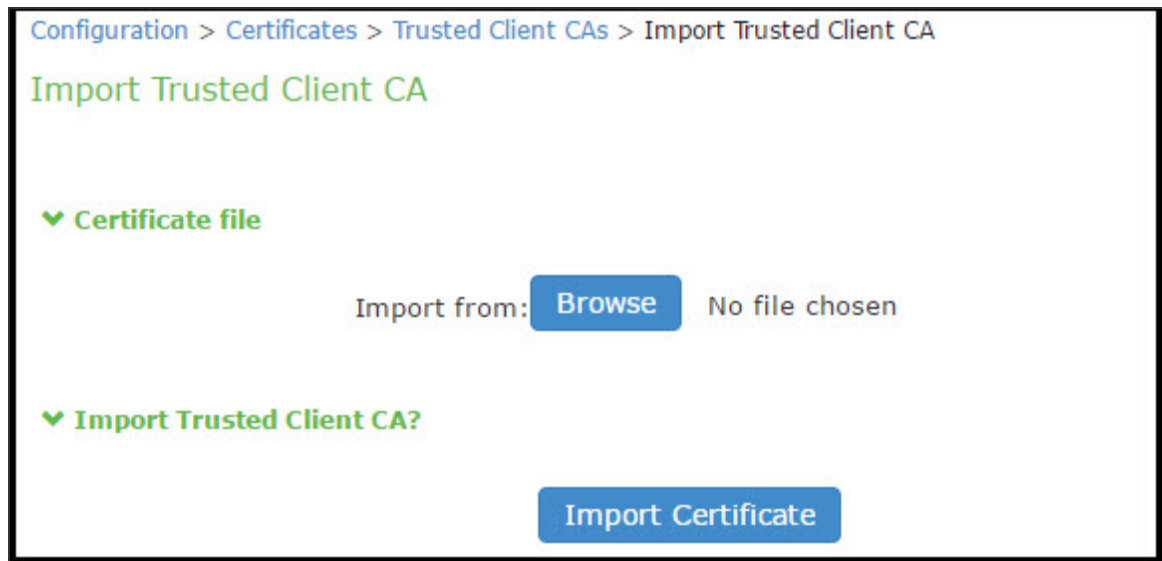 Configuration > Certificates > Trusted Client CAs > Import Trusted Client CA
Import Trusted Client CA
Certificate file
Import from: Browse No file chosen
Import Trusted Client CA?
Import Certificate